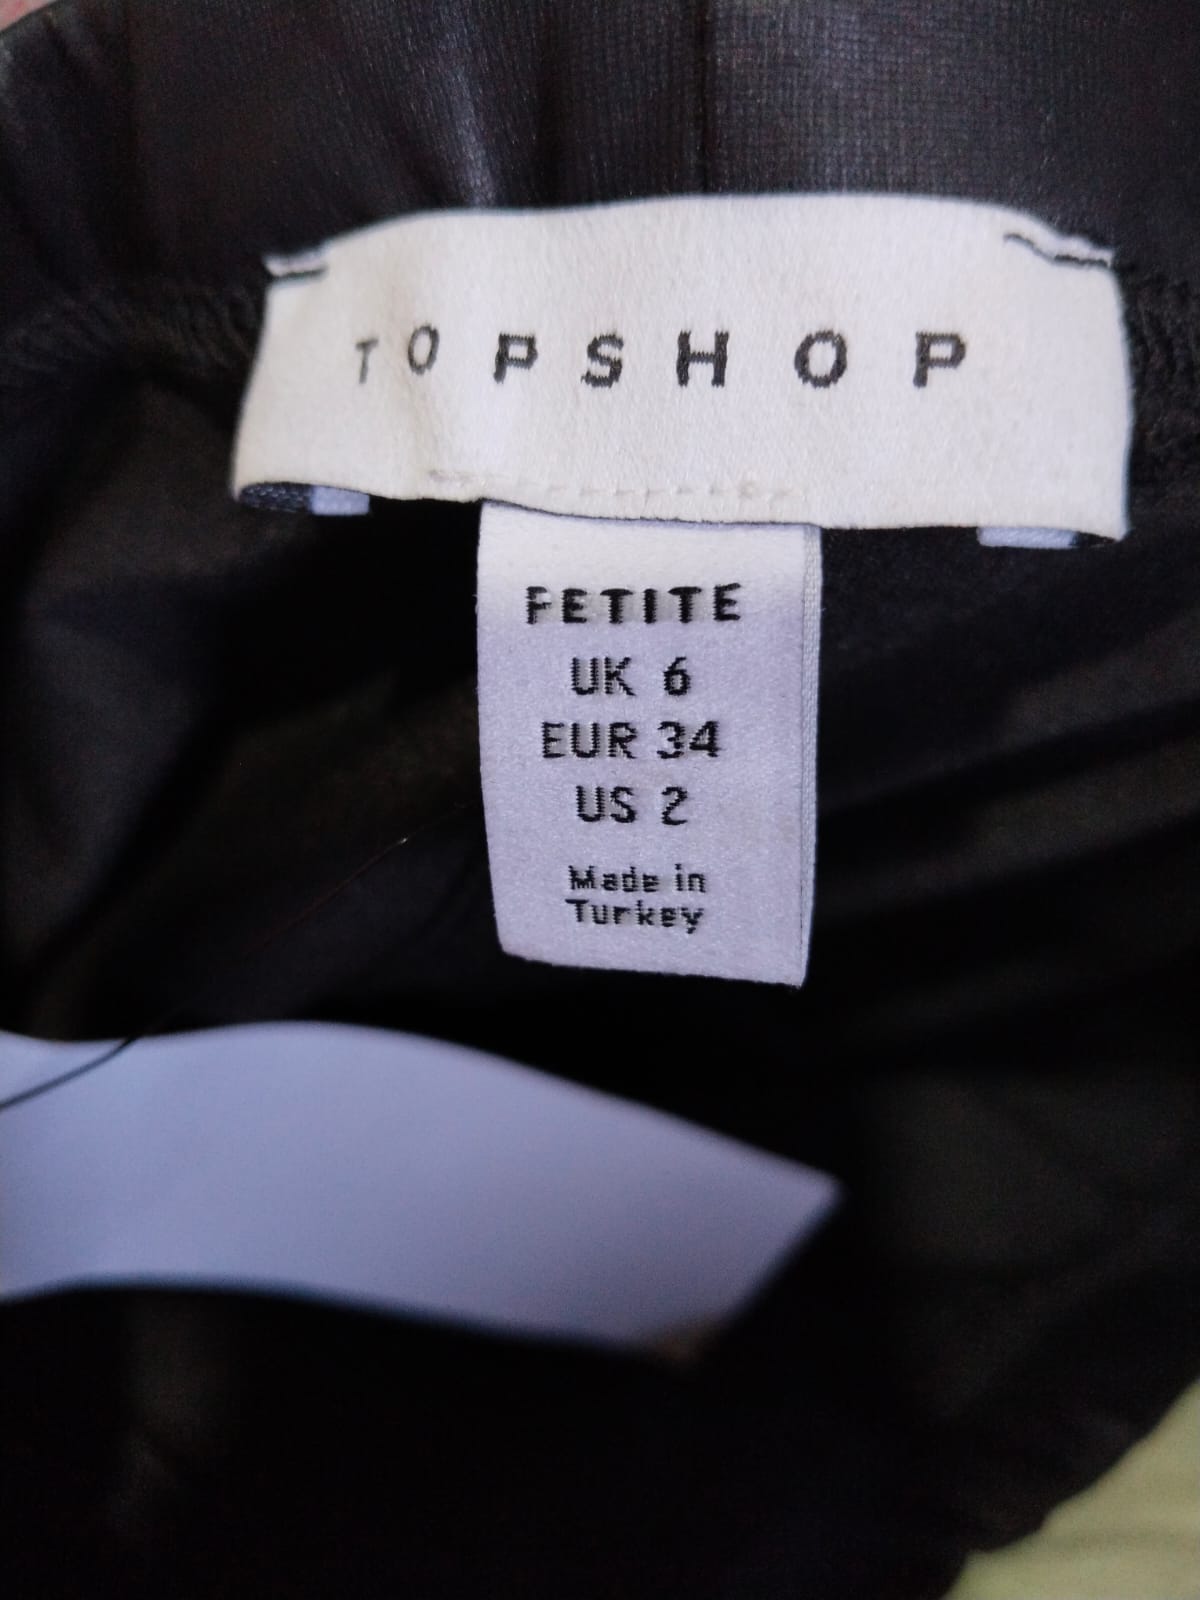 TOPSHOP
PETITE
UK 6
EUR 34
US 2
Made in
Turkey